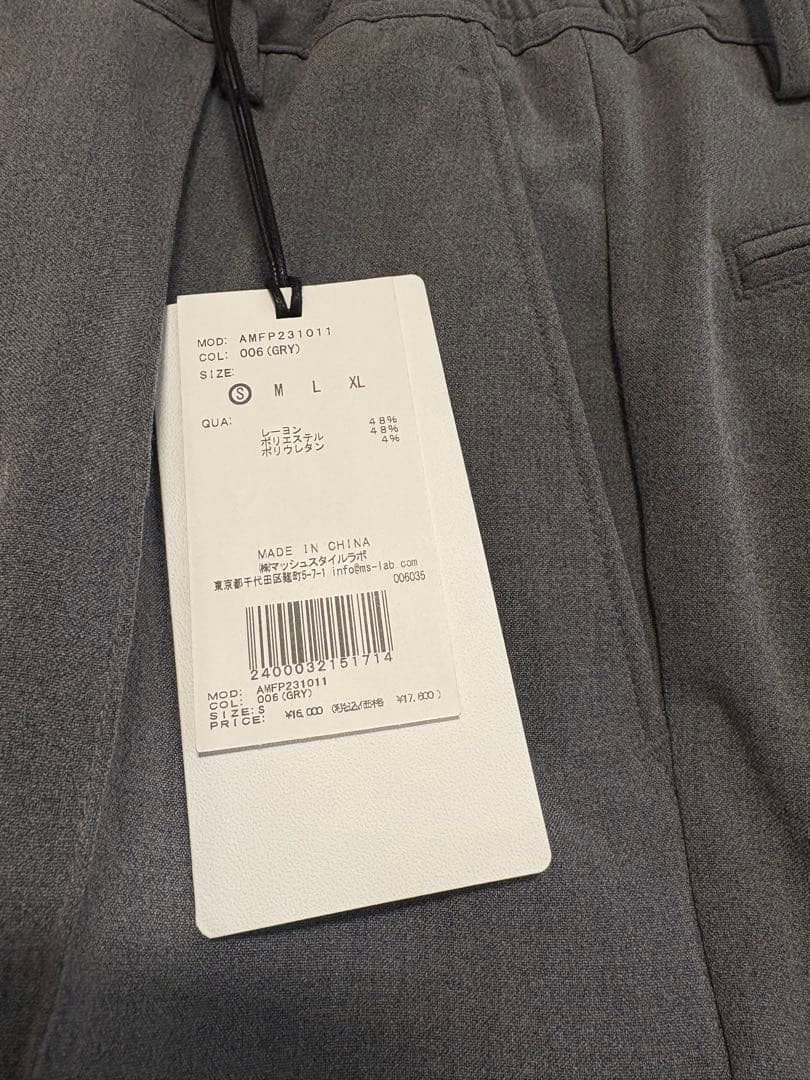 MOD: AMFP231011
COL: 006(GRY)
SIZE:
S M L XL
QUA:
レーヨン 48%
ポリエステル 48%
ポリウレタン 4%
MADE IN CHINA
㈱マッシュスタイルラボ
東京都千代田区麹町5-7-1 info@ms-lab.com
006035
2400032151714
MOD: AMFP231011
COL: 006(GRY)
SIZE: S
PRICE: ¥16,000 (税込価格 ¥17,600)